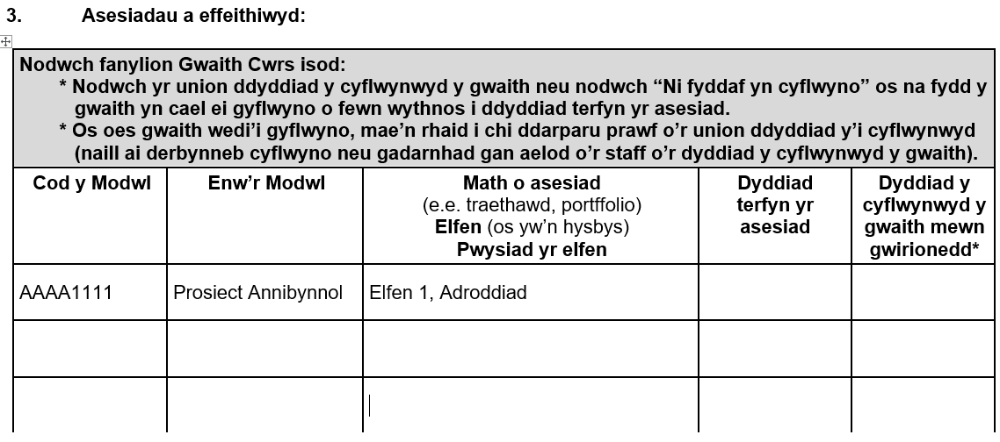 3. Asesiadau a effeithiwyd:
Nodwch fanylion Gwaith Cwrs isod:
* Nodwch yr union ddyddiad y cyflwynwyd y gwaith neu nodwch “Ni fyddaf yn cyflwyno” os na fydd y
gwaith yn cael ei gyflwyno o fewn wythnos i ddyddiad terfyn yr asesiad.
* Os oes gwaith wedi’i gyflwyno, mae’n rhaid i chi ddarparu prawf o’r union ddyddiad y’i cyflwynwyd
(naill ai derbynneb cyflwyno neu gadarnhad gan aelod o’r staff o’r dyddiad y cyflwynwyd y gwaith).
Cod y Modwl
Enw’r Modwl
Math o asesiad
(e.e. traethawd, portffolio)
Elfen (os yw’n hysbys)
Pwysiad yr elfen
Dyddiad
terfyn yr
asesiad
Dyddiad y
cyflwynwyd y
gwaith mewn
gwirionedd*
AAAA1111
Prosiect Annibynnol
Elfen 1, Adroddiad